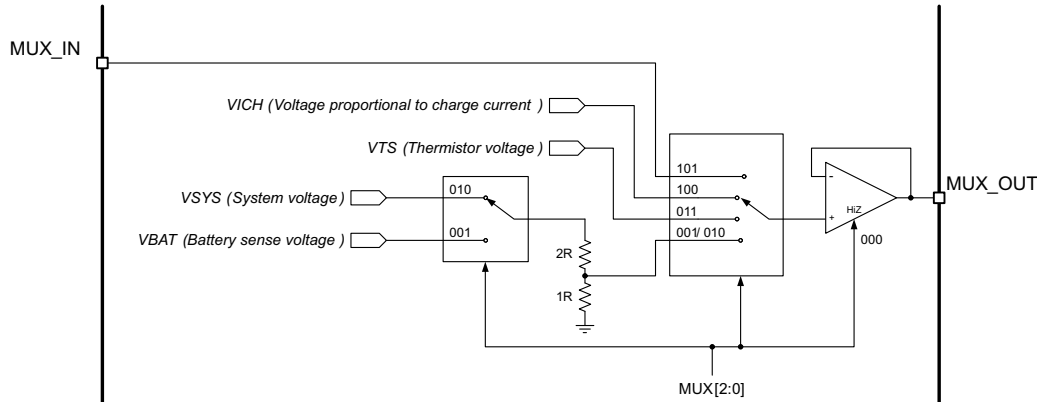 MUX_IN
VICH (Voltage proportional to charge current )
VTS (Thermistor voltage )
101
100
011
001/ 010
VSYS (System voltage)
010
VBAT (Battery sense voltage )
001
2R
1R
-
+
HiZ
000
MUX_OUT
MUX[2:0]